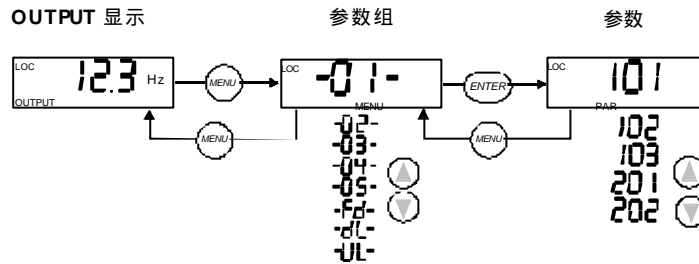 OUTPUT 显示 参数组 参数
LOC 12.3 Hz MENU LOC -01- ENTER LOC 101
OUTPUT MENU PAR
MENU MENU
-02- 102
-03- 103
-04- 201
-05- 202
-Fd-
-dL-
-UL-